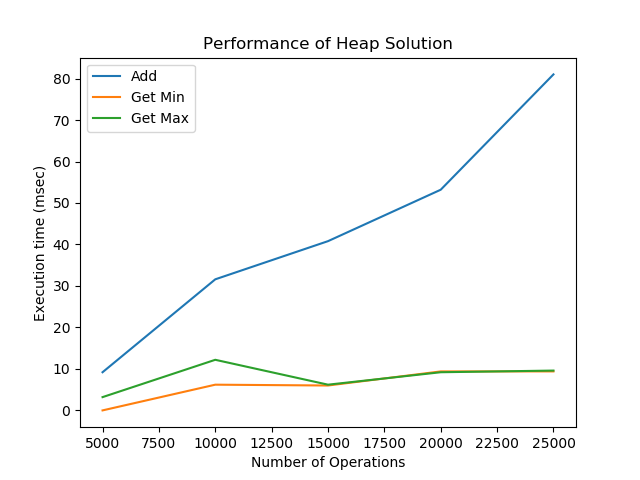 Performance of Heap Solution
Add
Get Min
Get Max
Execution time (msec)
80
70
60
50
40
30
20
10
0
5000 7500 10000 12500 15000 17500 20000 22500 25000
Number of Operations